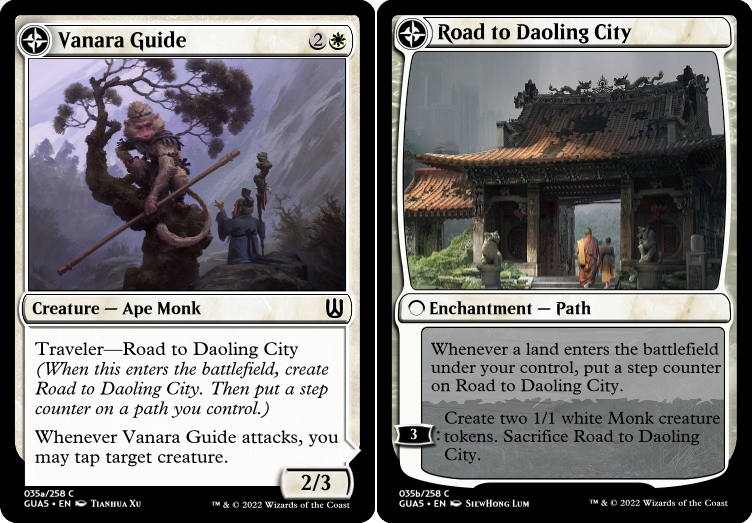 Vanara Guide
2
Creature — Ape Monk
Traveler—Road to Daoling City
(When this enters the battlefield, create
Road to Daoling City. Then put a step
counter on a path you control.)
Whenever Vanara Guide attacks, you
may tap target creature.
2/3
035a/258 C
GUA5 • EN Tianhua Xu
™ & © 2022 Wizards of the Coast
Road to Daoling City
Enchantment — Path
Whenever a land enters the battlefield
under your control, put a step counter
on Road to Daoling City.
3 : Create two 1/1 white Monk creature
tokens. Sacrifice Road to Daoling
City.
035b/258 C
GUA5 • EN SiewHong Lum
™ & © 2022 Wizards of the Coast